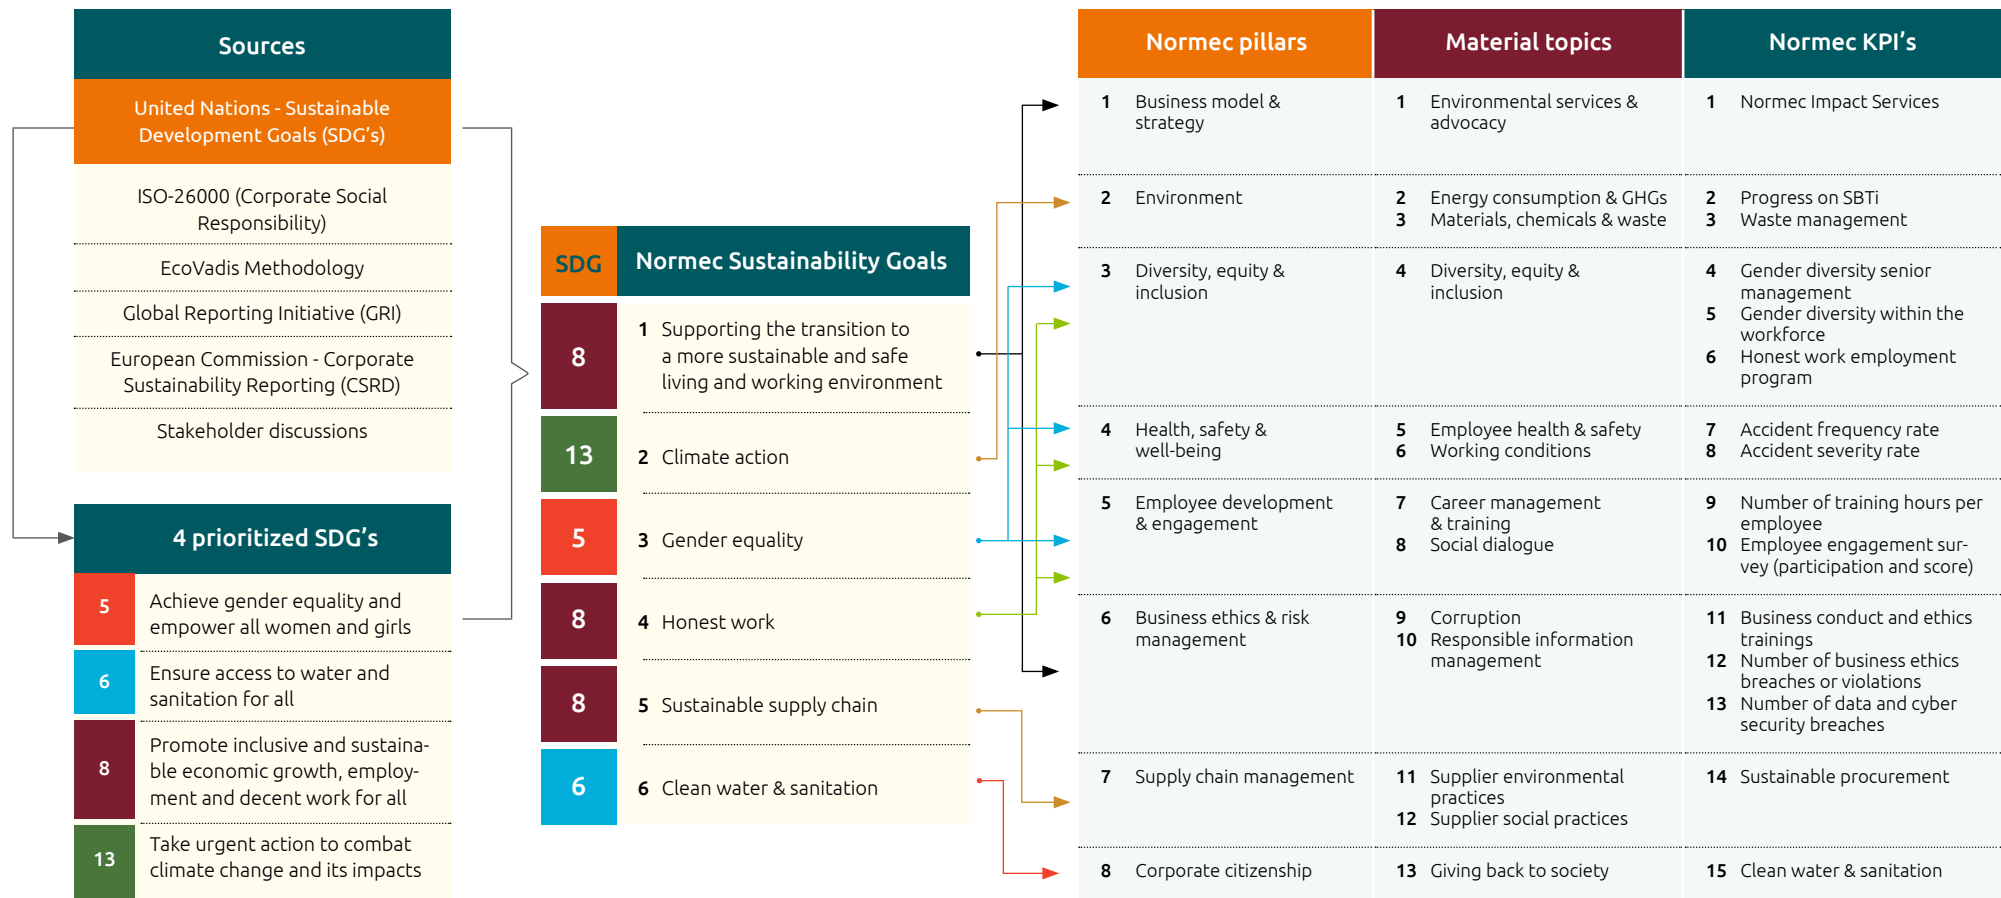 Sources
United Nations - Sustainable
Development Goals (SDG’s)
ISO-26000 (Corporate Social
Responsibility)
EcoVadis Methodology
Global Reporting Initiative (GRI)
European Commission - Corporate
Sustainability Reporting (CSRD)
Stakeholder discussions
4 prioritized SDG’s
5 Achieve gender equality and
empower all women and girls
6 Ensure access to water and
sanitation for all
8 Promote inclusive and sustaina-
ble economic growth, employ-
ment and decent work for all
13 Take urgent action to combat
climate change and its impacts
SDG Normec Sustainability Goals
8 1 Supporting the transition to
a more sustainable and safe
living and working environment
13 2 Climate action
5 3 Gender equality
8 4 Honest work
8 5 Sustainable supply chain
6 6 Clean water & sanitation
Normec pillars Material topics Normec KPI’s
1 Business model &
strategy
1 Environmental services &
advocacy
1 Normec Impact Services
2 Environment
2 Energy consumption & GHGs
3 Materials, chemicals & waste
2 Progress on SBTi
3 Waste management
3 Diversity, equity &
inclusion
4 Diversity, equity &
inclusion
4 Gender diversity senior
management
5 Gender diversity within the
workforce
6 Honest work employment
program
4 Health, safety &
well-being
5 Employee health & safety
6 Working conditions
7 Accident frequency rate
8 Accident severity rate
5 Employee development
& engagement
7 Career management
& training
8 Social dialogue
9 Number of training hours per
employee
10 Employee engagement sur-
vey (participation and score)
6 Business ethics & risk
management
9 Corruption
10 Responsible information
management
11 Business conduct and ethics
trainings
12 Number of business ethics
breaches or violations
13 Number of data and cyber
security breaches
7 Supply chain management
11 Supplier environmental
practices
12 Supplier social practices
14 Sustainable procurement
8 Corporate citizenship
13 Giving back to society
15 Clean water & sanitation